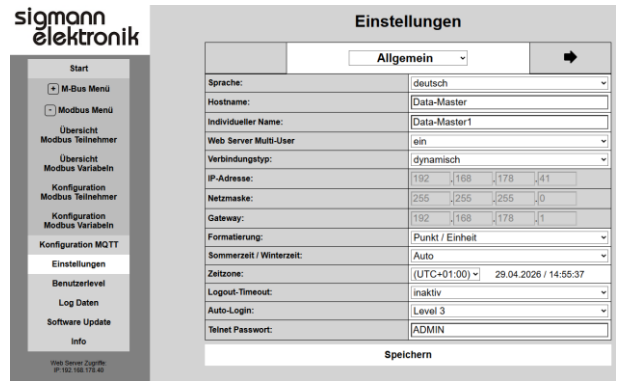 sigmann
elektronik
Einstellungen
Allgemein
Start
+ M-Bus Menü
- Modbus Menü
Übersicht
Modbus Teilnehmer
Übersicht
Modbus Variabeln
Konfiguration
Modbus Teilnehmer
Konfiguration
Modbus Variabeln
Konfiguration MQTT
Einstellungen
Benutzerlevel
Log Daten
Software Update
Info
Web Server Zugriffe:
IP:192.168.178.40
Sprache: deutsch
Hostname: Data-Master
Individueller Name: Data-Master1
Web Server Multi-User ein
Verbindungstyp: dynamisch
IP-Adresse: 192 .168 .178 .41
Netzmaske: 255 .255 .255 .0
Gateway: 192 .168 .178 .1
Formatierung: Punkt / Einheit
Sommerzeit / Winterzeit: Auto
Zeitzone: (UTC+01:00) 29.04.2026 / 14:55:37
Logout-Timeout: inaktiv
Auto-Login: Level 3
Telnet Passwort: ADMIN
Speichern